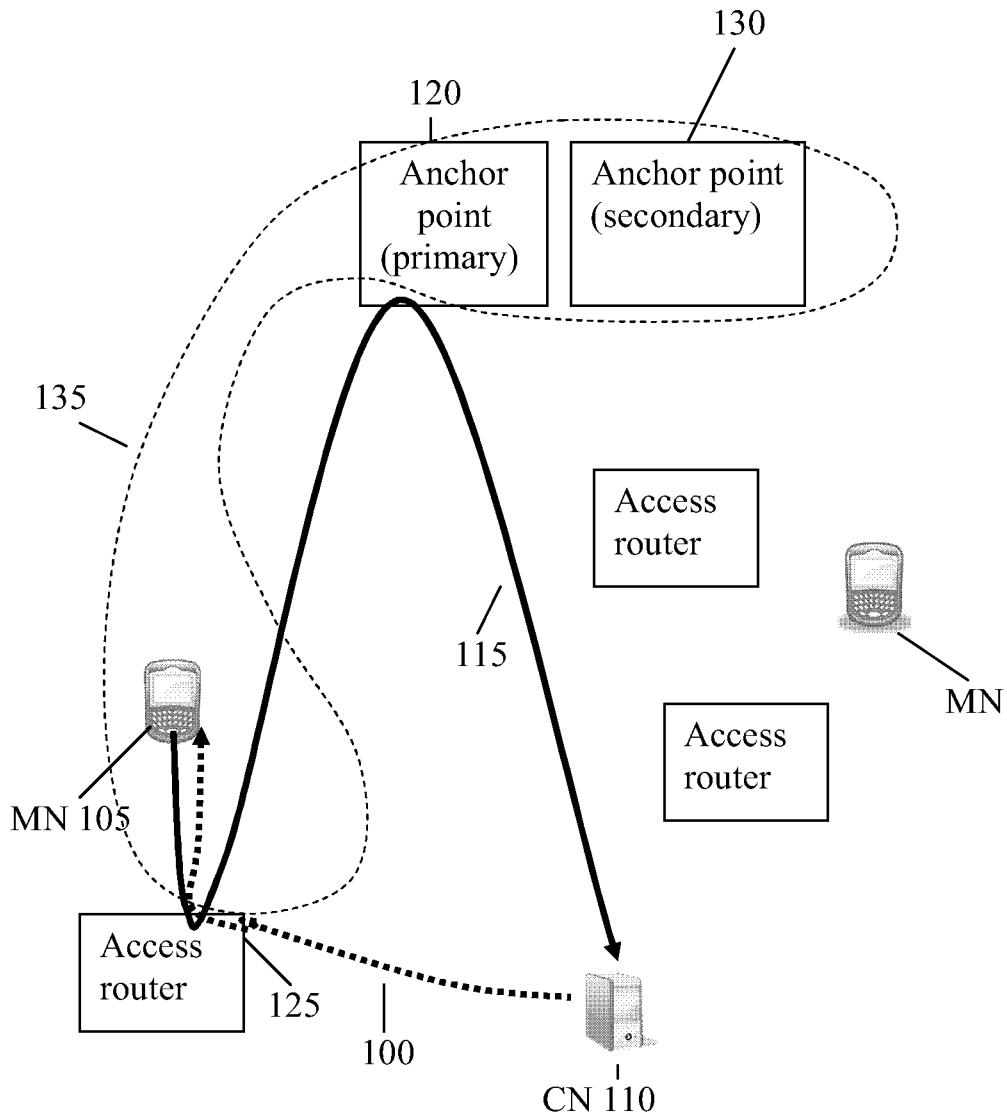 130
120
Anchor
point
(primary)
Anchor point
(secondary)
135
Access
router
115
MN
Access
router
MN 105
Access
router
125
100
CN 110